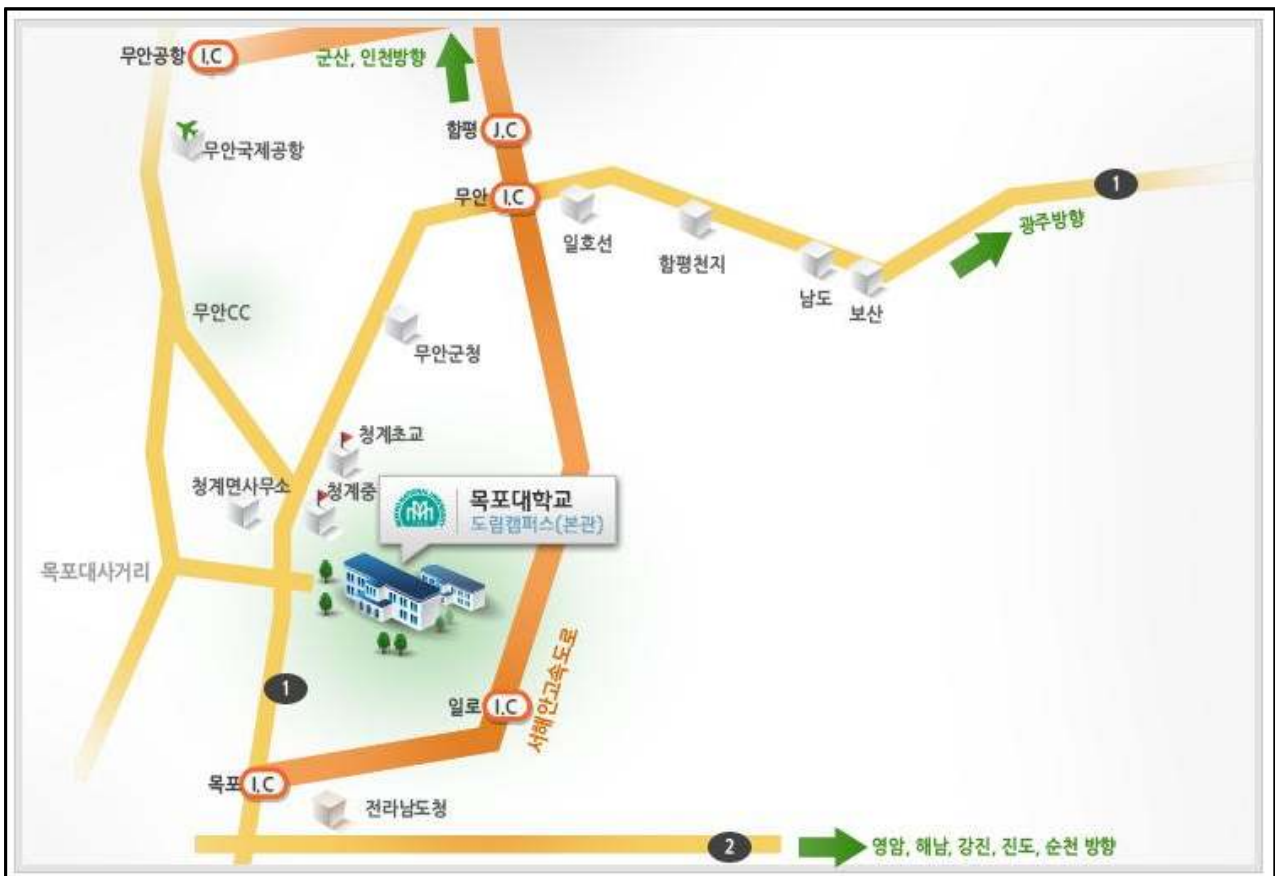 무안공항 I.C
군산, 인천방향
함평 J.C
무안국제공항
무안 I.C
1
광주방향
일호선
함평천지
남도
보산
무안CC
무안군청
청계초교
청계면사무소
청계중
목포대학교
도림캠퍼스(본관)
목포대사거리
1
일로 I.C
서해안고속도로
목포 I.C
전라남도청
2
영암, 해남, 강진, 진도, 순천 방향